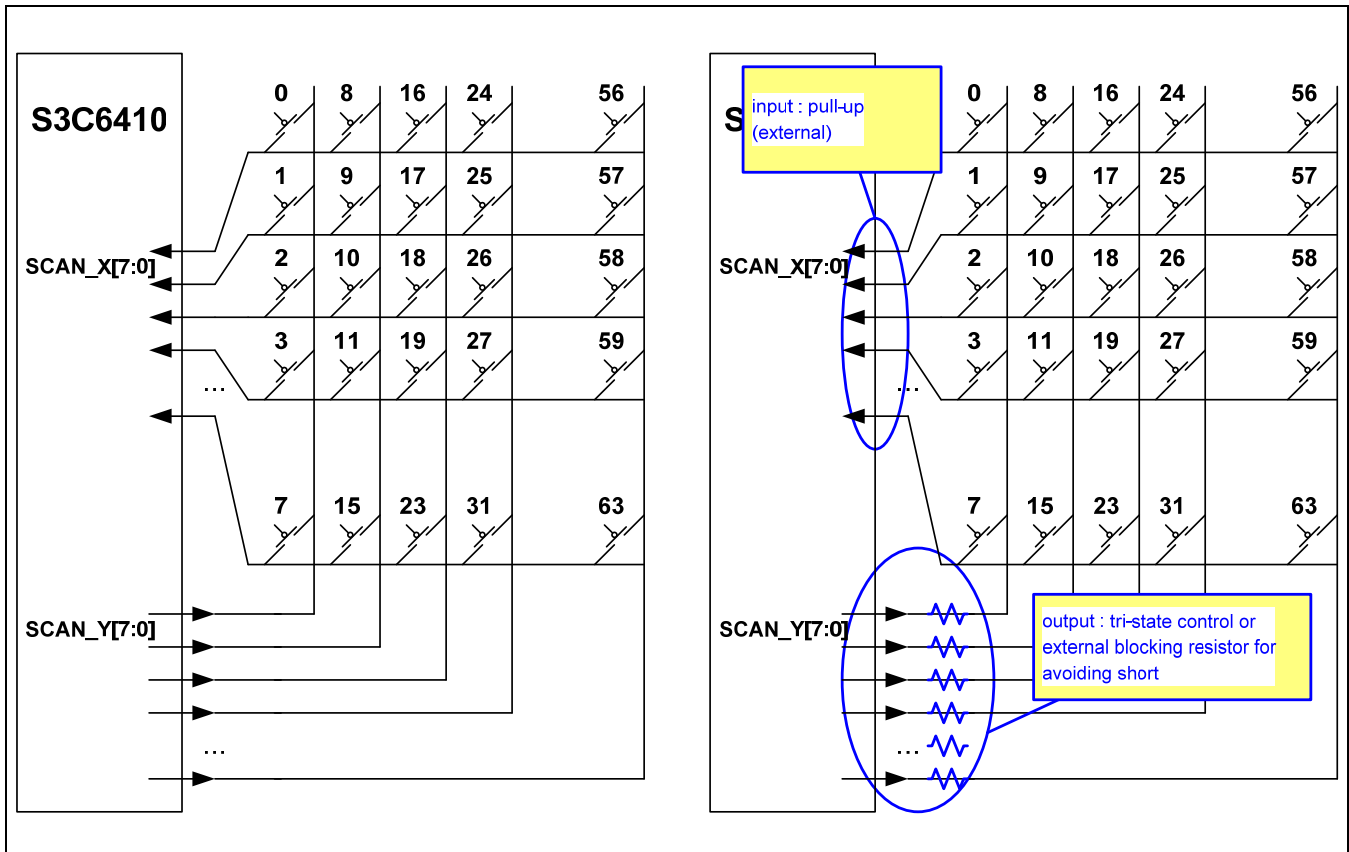 S3C6410
0 8 16 24 56
1 9 17 25 57
SCAN_X[7:0]
2 10 18 26 58
3 11 19 27 59
...
7 15 23 31 63
SCAN_Y[7:0]
...
S
input : pull-up
(external)
0 8 16 24 56
1 9 17 25 57
SCAN_X[7:0]
2 10 18 26 58
3 11 19 27 59
...
7 15 23 31 63
SCAN_Y[7:0]
output : tri-state control or
external blocking resistor for
avoiding short
...